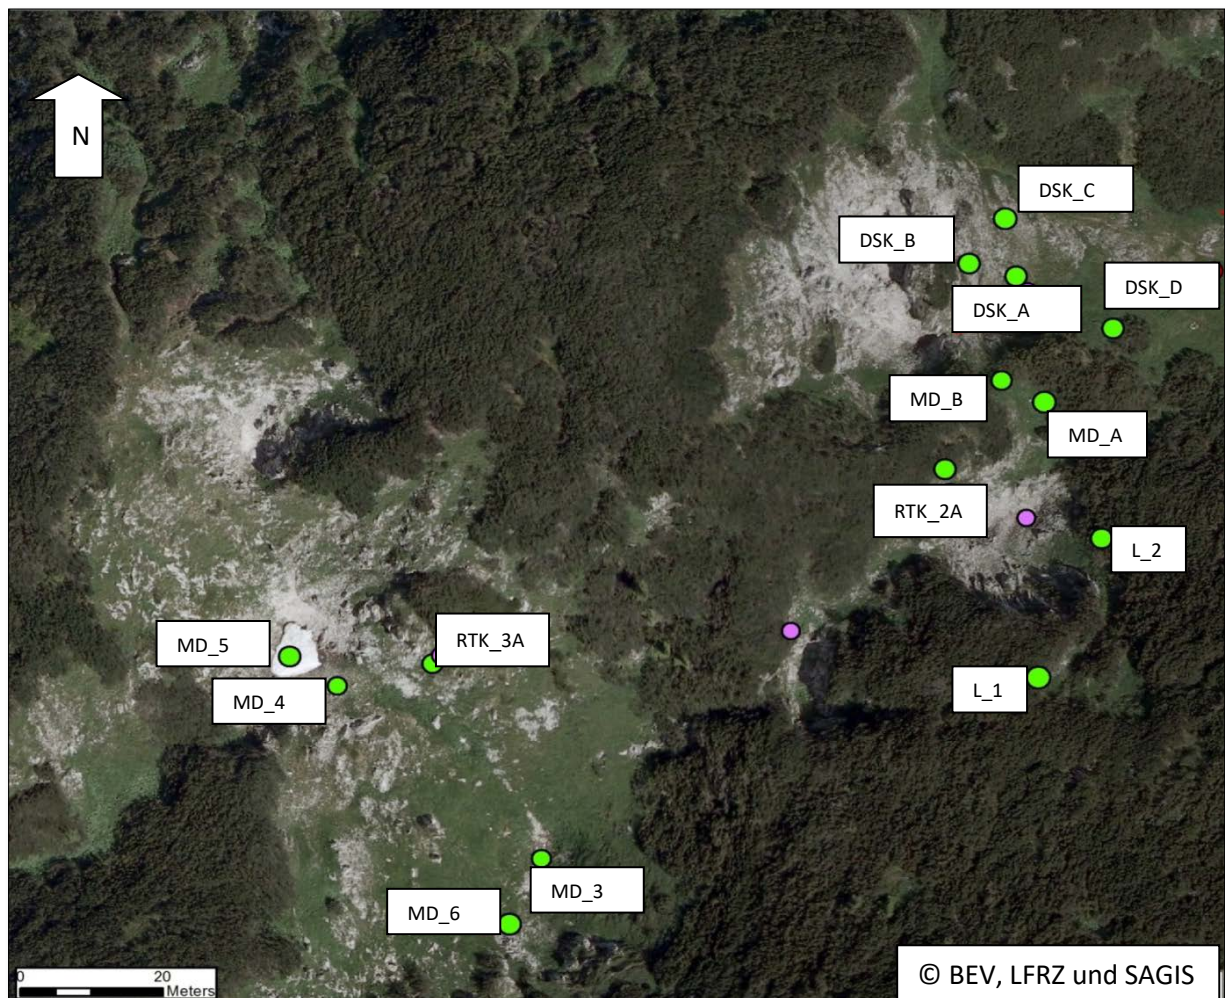 N
DSK_C
DSK_B
DSK_D
DSK_A
MD_B
MD_A
RTK_2A
L_2
RTK_3A
MD_5
L_1
MD_4
MD_3
MD_6
0 20
Meters
© BEV, LFRZ und SAGIS